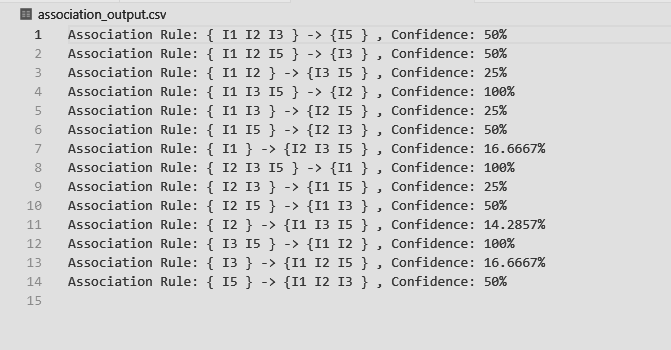 association_output.csv
1 Association Rule: { I1 I2 I3 } -> {I5 } , Confidence: 50%
2 Association Rule: { I1 I2 I5 } -> {I3 } , Confidence: 50%
3 Association Rule: { I1 I2 } -> {I3 I5 } , Confidence: 25%
4 Association Rule: { I1 I3 I5 } -> {I2 } , Confidence: 100%
5 Association Rule: { I1 I3 } -> {I2 I5 } , Confidence: 25%
6 Association Rule: { I1 I5 } -> {I2 I3 } , Confidence: 50%
7 Association Rule: { I1 } -> {I2 I3 I5 } , Confidence: 16.6667%
8 Association Rule: { I2 I3 I5 } -> {I1 } , Confidence: 100%
9 Association Rule: { I2 I3 } -> {I1 I5 } , Confidence: 25%
10 Association Rule: { I2 I5 } -> {I1 I3 } , Confidence: 50%
11 Association Rule: { I2 } -> {I1 I3 I5 } , Confidence: 14.2857%
12 Association Rule: { I3 I5 } -> {I1 I2 } , Confidence: 100%
13 Association Rule: { I3 } -> {I1 I2 I5 } , Confidence: 16.6667%
14 Association Rule: { I5 } -> {I1 I2 I3 } , Confidence: 50%
15